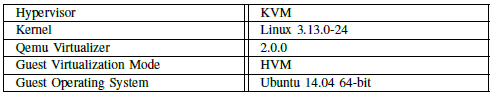 Hypervisor KVM
Kernel Linux 3.13.0-24
Qemu Virtualizer 2.0.0
Guest Virtualization Mode HVM
Guest Operating System Ubuntu 14.04 64-bit